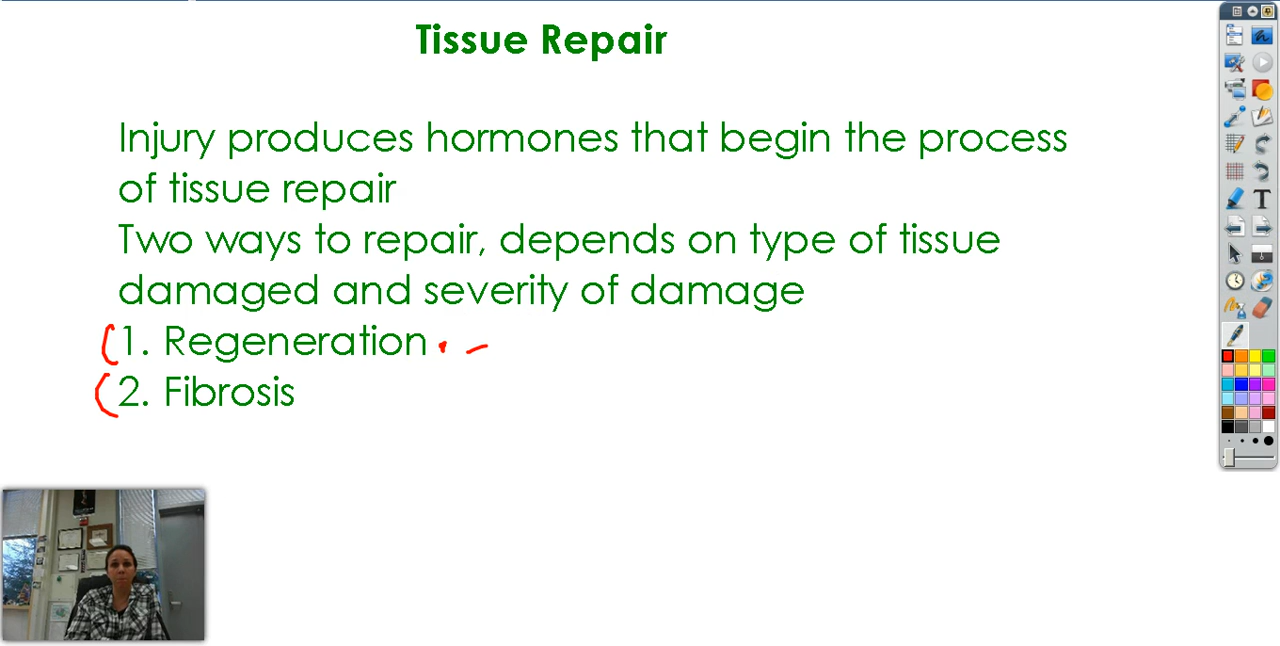 Tissue Repair
Injury produces hormones that begin the process
of tissue repair
Two ways to repair, depends on type of tissue
damaged and severity of damage
1. Regeneration
2. Fibrosis